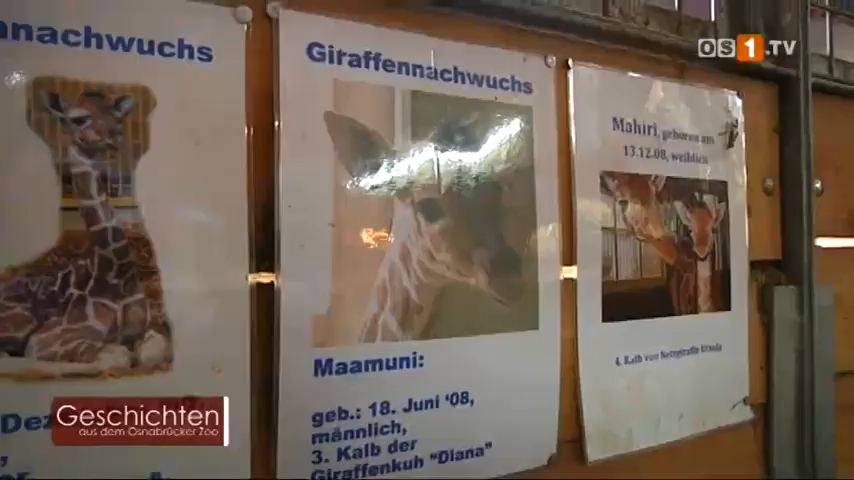 OS1.TV
nnachwuchs
Giraffennachwuchs
Mahiri, geboren am
13.12.08, weiblich
4. Kalb von Netzgiraffe
Maamuni:
geb.: 18. Juni '08,
männlich,
3. Kalb der
Giraffenkuh "Diana"
Dez
Geschichten
aus dem Osnabrücker Zoo